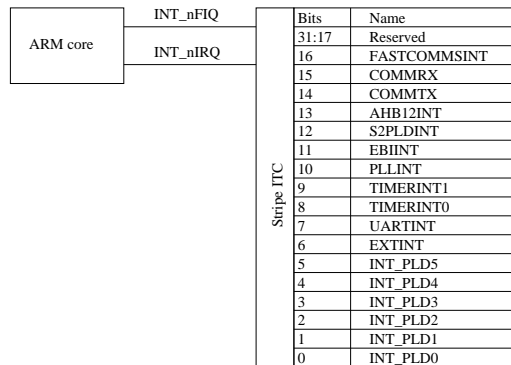 INT_nFIQ
ARM core
INT_nIRQ
Stripe ITC
Bits Name
31:17 Reserved
16 FASTCOMMSINT
15 COMMRX
14 COMMTX
13 AHB12INT
12 S2PLDINT
11 EBIINT
10 PLLINT
9 TIMERINT1
8 TIMERINT0
7 UARTINT
6 EXTINT
5 INT_PLD5
4 INT_PLD4
3 INT_PLD3
2 INT_PLD2
1 INT_PLD1
0 INT_PLD0